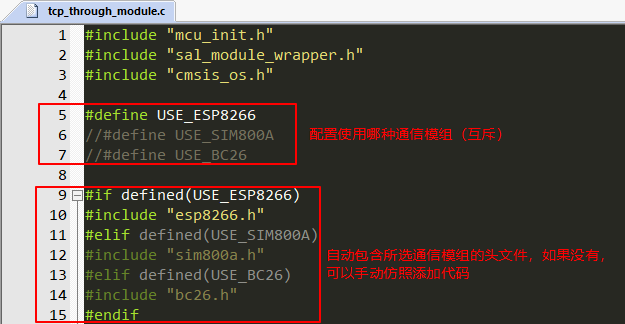 tcp_through_module.c
1 #include "mcu_init.h"
2 #include "sal_module_wrapper.h"
3 #include "cmsis_os.h"
4
5 #define USE_ESP8266
6 //#define USE_SIM800A
7 //#define USE_BC26
配置使用哪种通信模组（互斥）
8
9 #if defined(USE_ESP8266)
10 #include "esp8266.h"
11 #elif defined(USE_SIM800A)
12 #include "sim800a.h"
13 #elif defined(USE_BC26)
14 #include "bc26.h"
15 #endif
自动包含所选通信模组的头文件，如果没有，
可以手动仿照添加代码